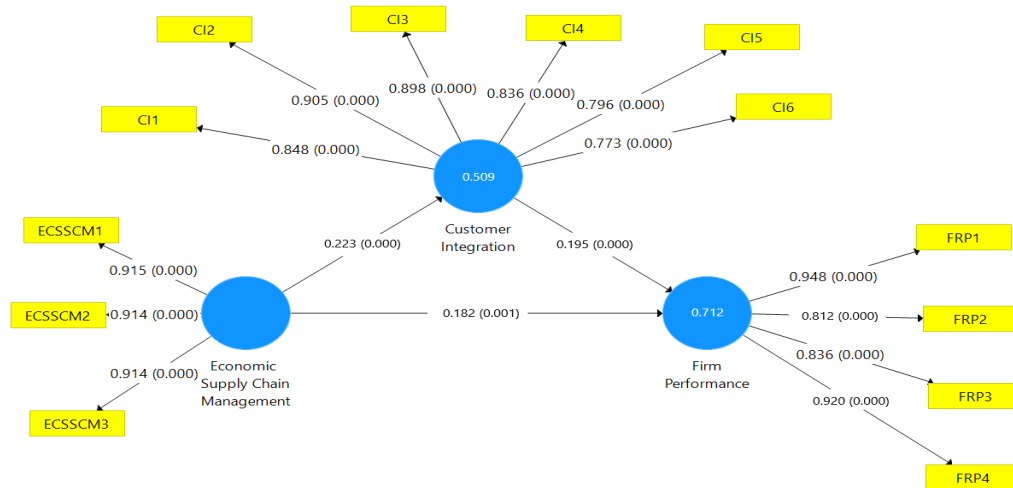 CI3
CI4
CI2
CI5
0.905 (0.000)
0.898 (0.000)
0.836 (0.000)
0.796 (0.000)
CI6
CI1
0.848 (0.000)
0.773 (0.000)
0.509
ECSSCM1
Customer
Integration
0.223 (0.000)
0.195 (0.000)
FRP1
0.915 (0.000)
0.948 (0.000)
ECSSCM2
0.914 (0.000)
0.182 (0.001)
0.712
0.812 (0.000)
FRP2
0.836 (0.000)
Economic
Supply Chain
Management
Firm
Performance
0.914 (0.000)
FRP3
0.920 (0.000)
ECSSCM3
FRP4